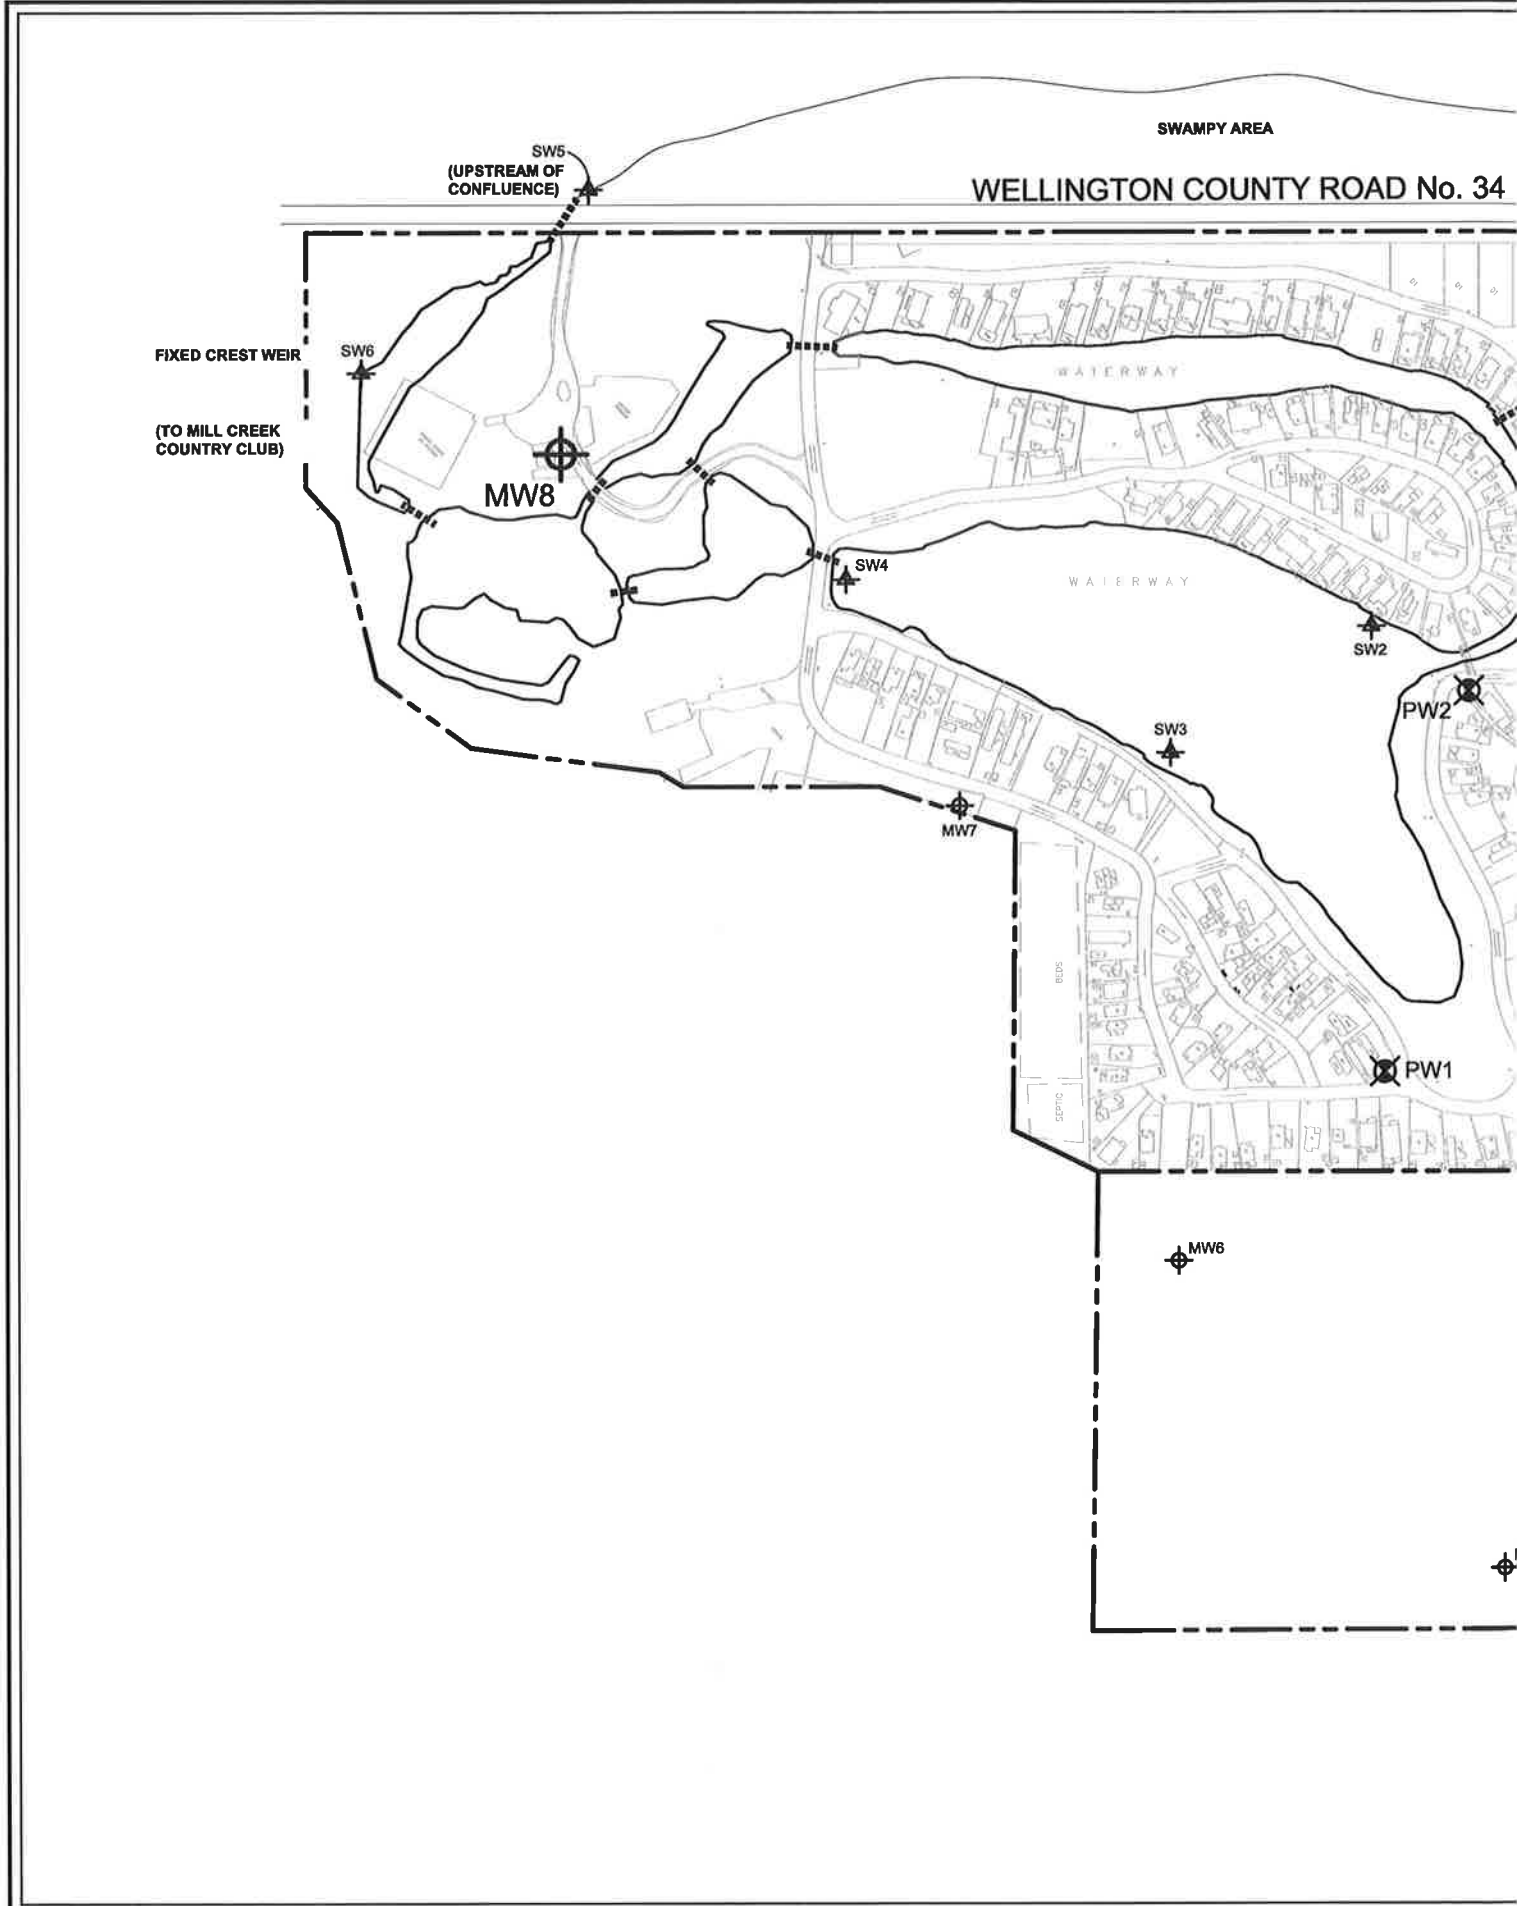 SWAMPY AREA
SW5
(UPSTREAM OF
CONFLUENCE)
WELLINGTON COUNTY ROAD No. 34
FIXED CREST WEIR
SW6
WATERWAY
(TO MILL CREEK
COUNTRY CLUB)
MW8
SW4
WATERWAY
SW2
PW2
SW3
MW7
BEDS
PW1
SEPTIC
MW6